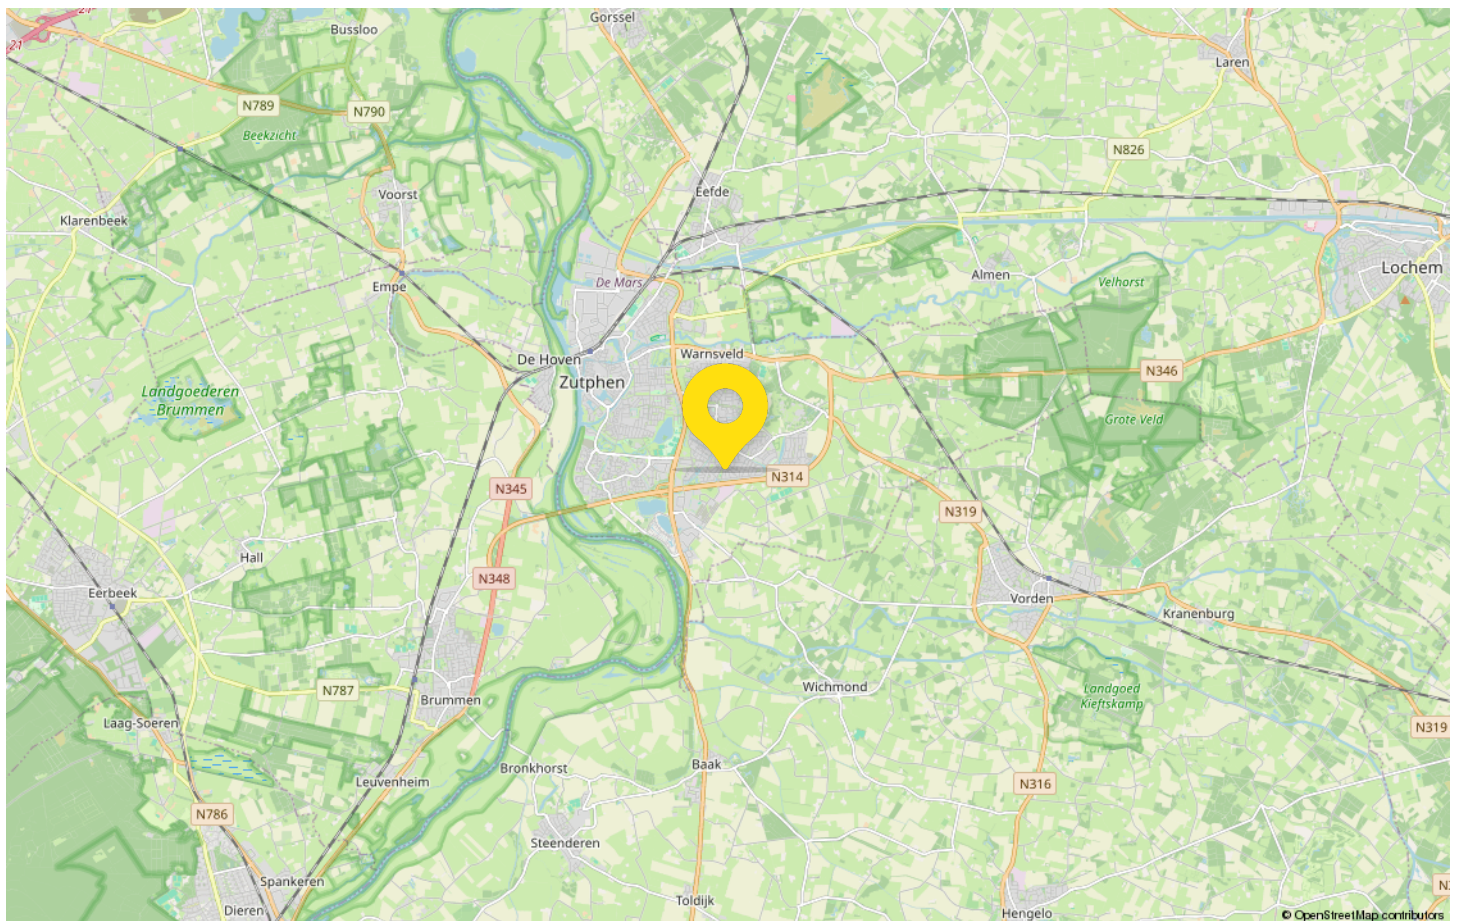 21
21
Bussloo
Gorssel
Laren
N789
N790
Beekzicht
N826
Voorst
Eefde
Klarenbeek
Almen
Lochem
Velhorst
De Mars
Empe
De Hoven
Warnsveld
Zutphen
N346
Landgoederen
Brummen
Grote Veld
N314
N345
N319
Hall
N348
Eerbeek
Vorden
Kranenburg
Wichmond
N787
Brummen
Landgoed
Kieftskamp
Laag-Soeren
N319
Baak
Bronkhorst
Leuvenheim
N316
N786
Steenderen
Spankeren
Toldijk
Dieren
Hengelo
© OpenStreetMap contributors